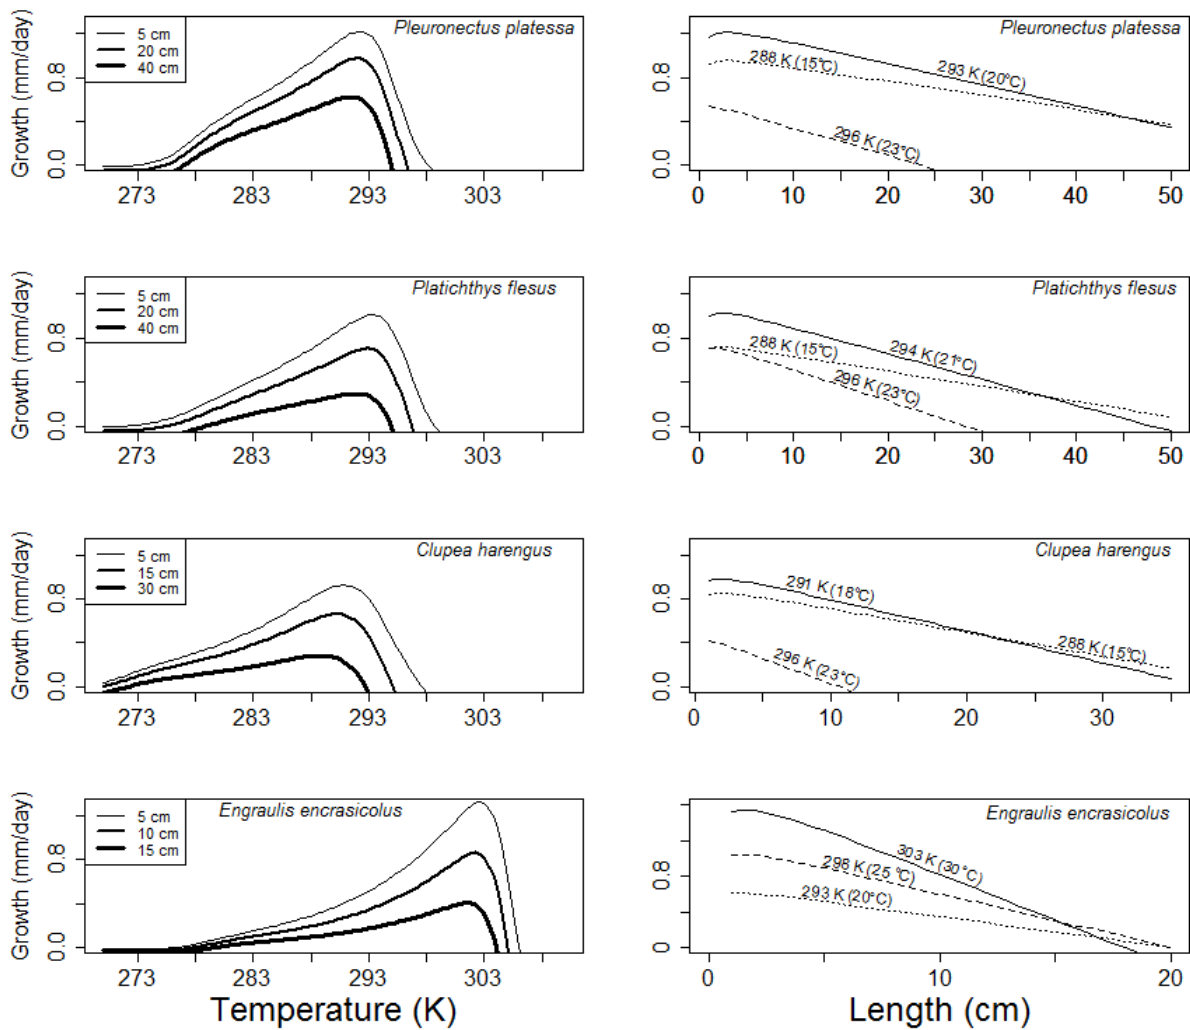 Growth (mm/day)
0.0
0.8
5 cm
20 cm
40 cm
Pleuronectus platessa
273
283
293
303
0.0
0.8
Pleuronectus platessa
288 K (15°C)
293 K (20°C)
296 K (23°C)
0
10
20
30
40
50
Growth (mm/day)
0.0
0.8
5 cm
20 cm
40 cm
Platichthys flesus
273
283
293
303
0.0
0.8
Platichthys flesus
288 K (15°C)
294 K (21°C)
296 K (23°C)
0
10
20
30
40
50
Growth (mm/day)
0.0
0.8
5 cm
15 cm
30 cm
Clupea harengus
273
283
293
303
0.0
0.8
Clupea harengus
291 K (18°C)
288 K (15°C)
296 K (23°C)
0
10
20
30
Growth (mm/day)
0.0
0.8
5 cm
10 cm
15 cm
Engraulis encrasicolus
273
283
293
303
Temperature (K)
0
0.8
Engraulis encrasicolus
303 K (30°C)
298 K (25°C)
293 K (20°C)
0
10
20
Length (cm)